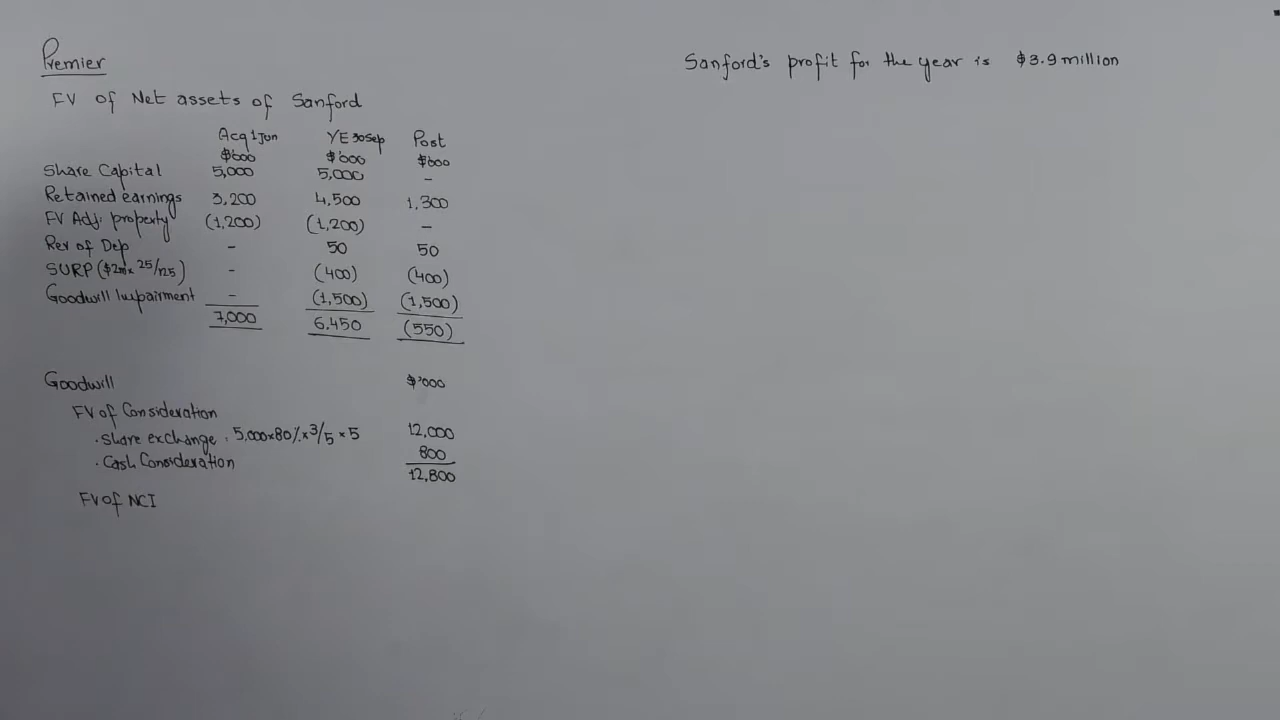 Premier
Sanford's profit for the year is $3.9 million
FV of Net assets of Sanford
Acq 1 Jun YE 30 Sep Post
$'000 $'000 $'000
Share Capital 5,000 5,000 -
Retained earnings 3,200 4,500 1,300
FV Adj: property (1,200) (1,200) -
Rev of Dep - 50 50
SURP ($2m x 25/125) - (400) (400)
Goodwill Impairment - (1,500) (1,500)
7,000 6,450 (550)
Goodwill $'000
FV of Consideration
. Share exchange : 5,000x80%x3/5 x 5 12,000
. Cash Consideration 800
12,800
FV of NCI